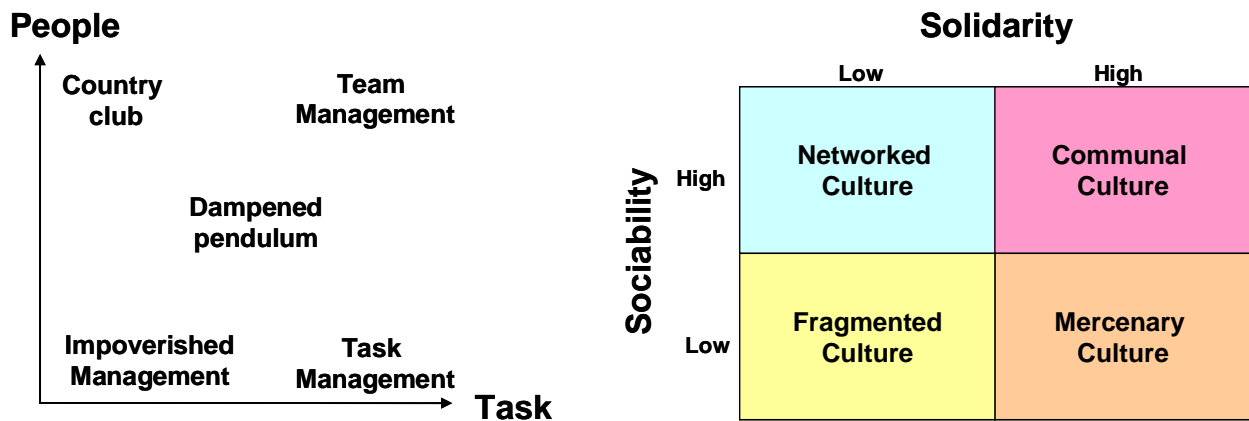 People
Country
club
Team
Management
Dampened
pendulum
Impoverished
Management
Task
Management
Task
Solidarity
Low
High
Sociability
High
Networked
Culture
Communal
Culture
Low
Fragmented
Culture
Mercenary
Culture